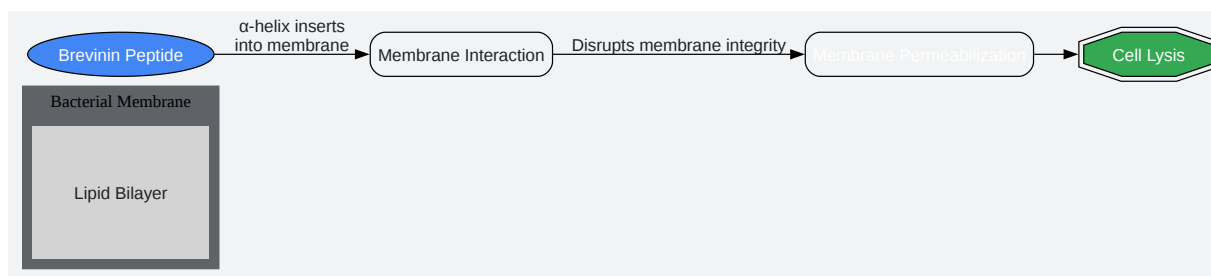 Brevinin Peptide
α-helix inserts
into membrane
Membrane Interaction
Disrupts membrane integrity
Membrane Permeabilization
Cell Lysis
Bacterial Membrane
Lipid Bilayer